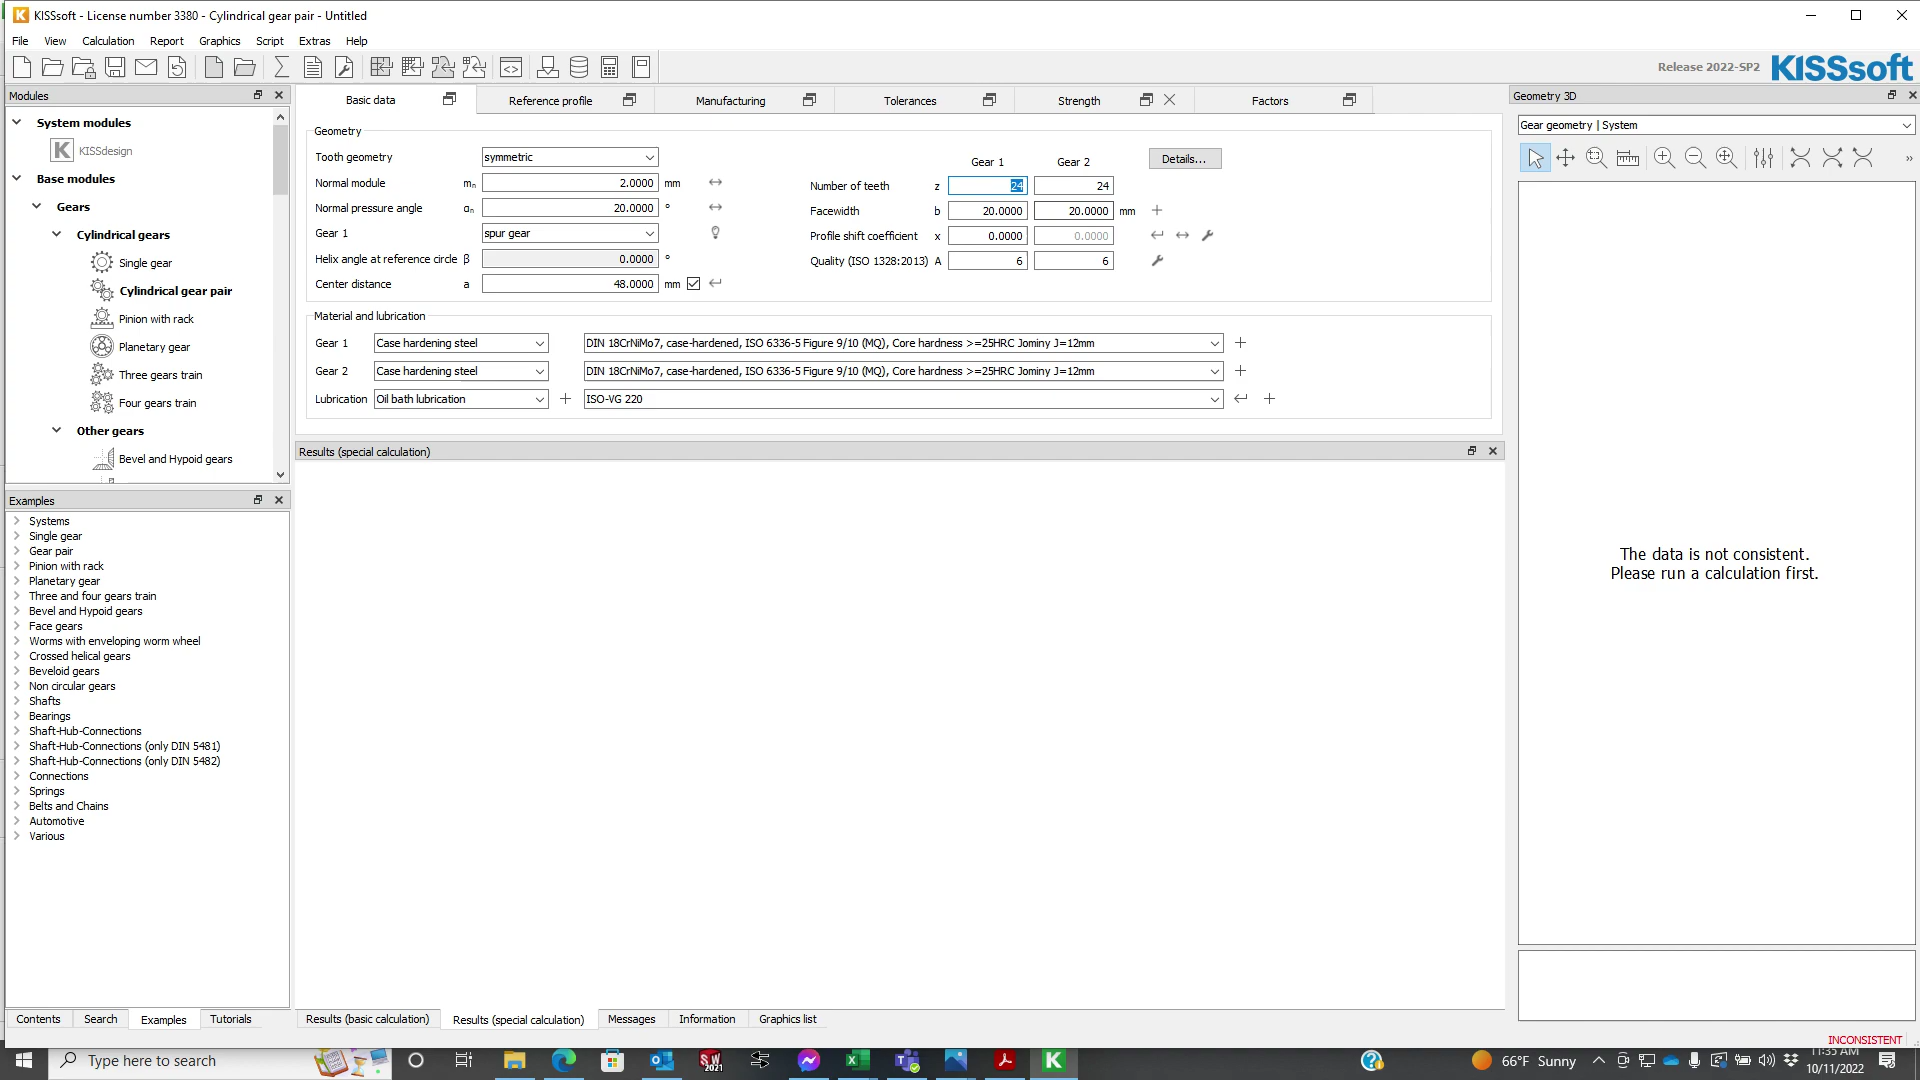 KISSsoft - License number 3380 - Cylindrical gear pair - Untitled
File View Calculation Report Graphics Script Extras Help
Release 2022-SP2 KISSsoft
Modules
System modules
KISSdesign
Base modules
Gears
Cylindrical gears
Single gear
Cylindrical gear pair
Pinion with rack
Planetary gear
Three gears train
Four gears train
Other gears
Bevel and Hypoid gears
Examples
Systems
Single gear
Gear pair
Pinion with rack
Planetary gear
Three and four gears train
Bevel and Hypoid gears
Face gears
Worms with enveloping worm wheel
Crossed helical gears
Beveloid gears
Non circular gears
Shafts
Bearings
Shaft-Hub-Connections
Shaft-Hub-Connections (only DIN 5481)
Shaft-Hub-Connections (only DIN 5482)
Connections
Springs
Belts and Chains
Automotive
Various
Contents Search Examples Tutorials
Basic data Reference profile Manufacturing Tolerances Strength Factors
Geometry
Tooth geometry symmetric
Normal module mn 2.0000 mm
Normal pressure angle αn 20.0000 °
Gear 1 spur gear
Helix angle at reference circle β 0.0000 °
Center distance a 48.0000 mm
Gear 1 Gear 2 Details...
Number of teeth z 24 24
Facewidth b 20.0000 20.0000 mm
Profile shift coefficient x 0.0000 0.0000
Quality (ISO 1328:2013) A 6 6
Material and lubrication
Gear 1 Case hardening steel DIN 18CrNiMo7, case-hardened, ISO 6336-5 Figure 9/10 (MQ), Core hardness >=25HRC Jominy J=12mm
Gear 2 Case hardening steel DIN 18CrNiMo7, case-hardened, ISO 6336-5 Figure 9/10 (MQ), Core hardness >=25HRC Jominy J=12mm
Lubrication Oil bath lubrication ISO-VG 220
Results (special calculation)
Results (basic calculation) Results (special calculation) Messages Information Graphics list
Geometry 3D
Gear geometry | System
The data is not consistent.
Please run a calculation first.
INCONSISTENT
Type here to search
SW 2021
66°F Sunny
11:35 AM
10/11/2022